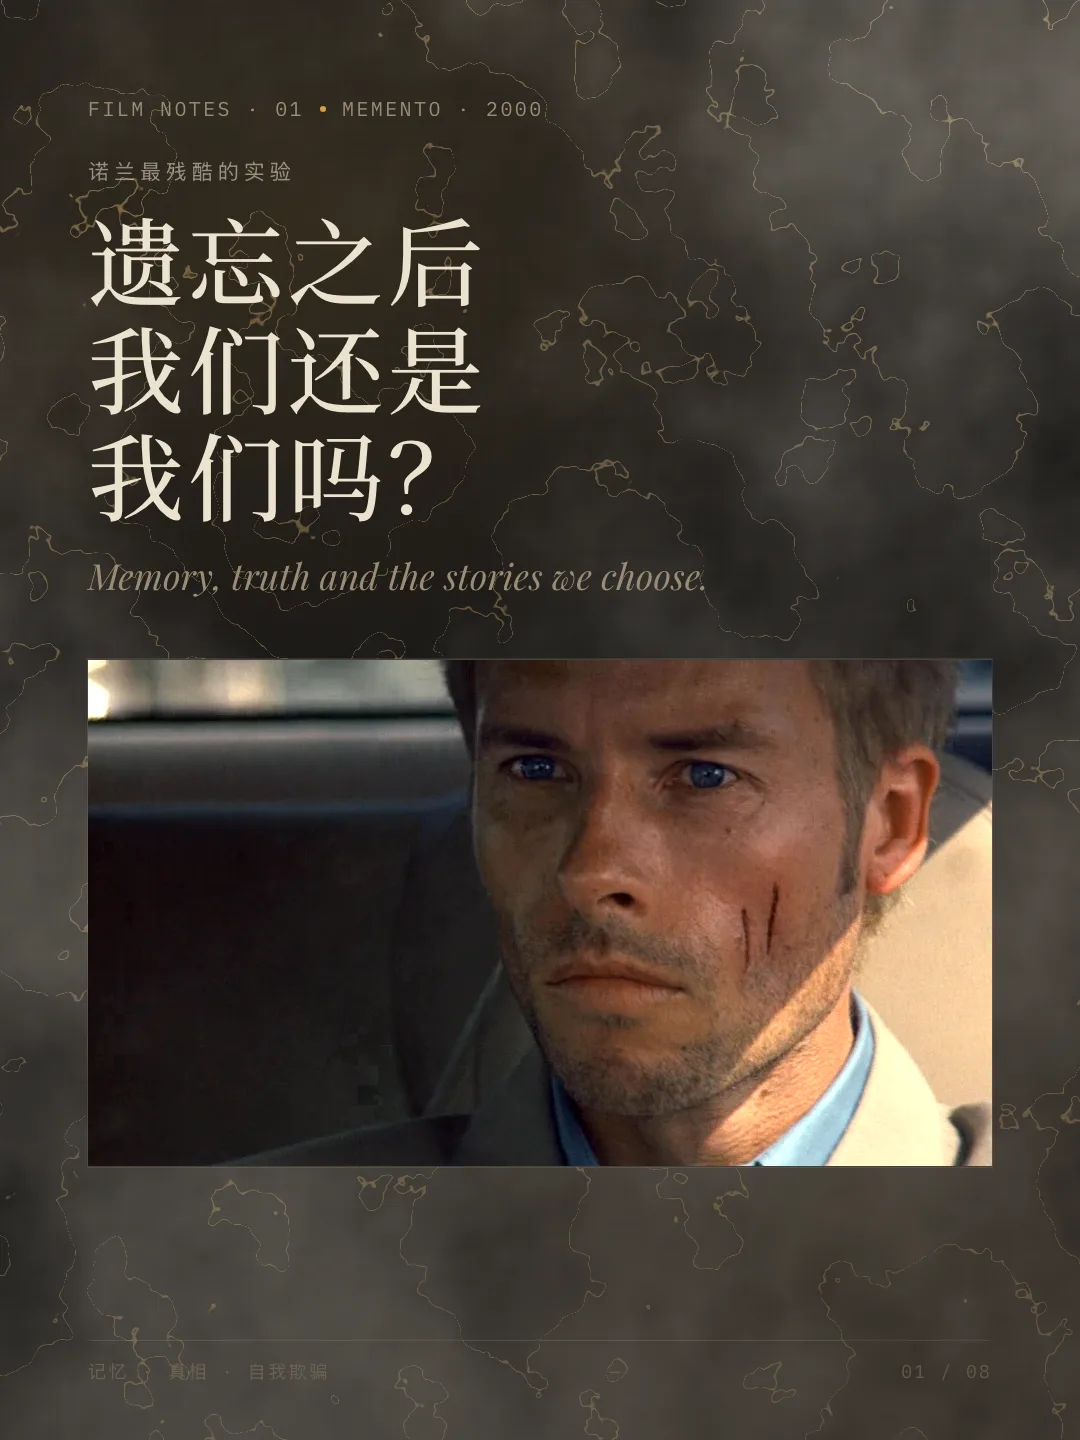 FILM NOTES · 01 • MEMENTO · 2000
诺兰最残酷的实验
遗忘之后
我们还是
我们吗?
Memory, truth and the stories we choose.
记忆 · 真相 · 自我欺骗
01 / 08